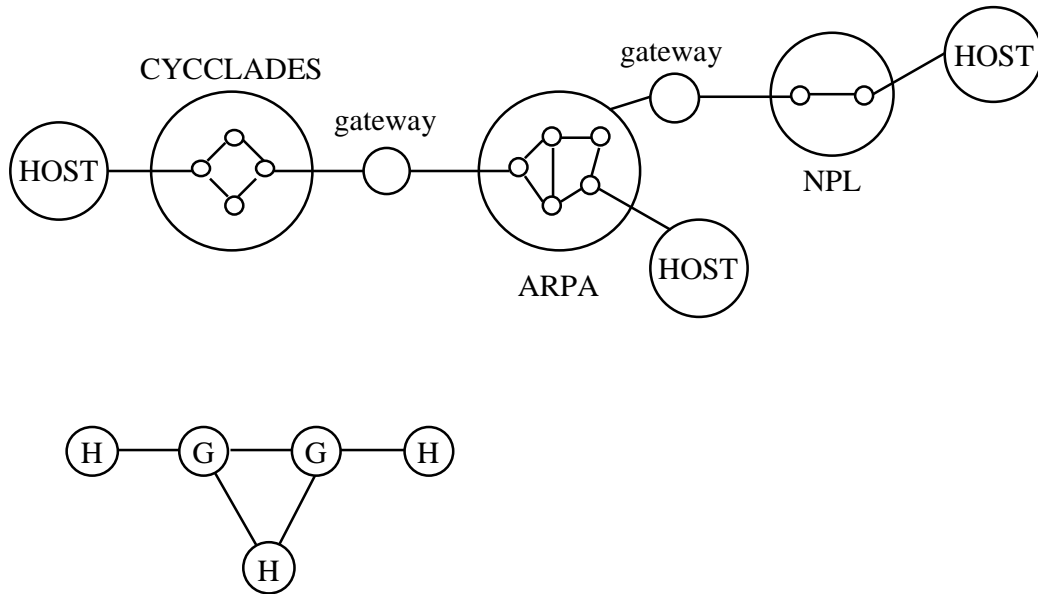 CYCCLADES
gateway
HOST
gateway
HOST
NPL
ARPA
HOST
H
G
G
H
H